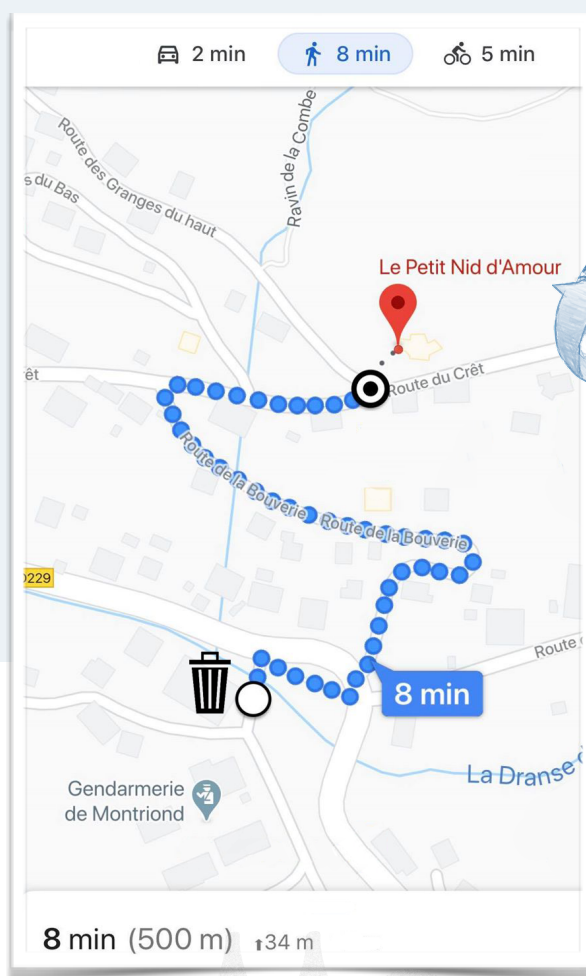 2 min
8 min
5 min
Ravin de la Combe
Route des Granges du haut
s du Bas
Le Petit Nid d'Amour
êt
Route du Crêt
Route de la Bouverie
Route de la Bouverie
D229
Route
8 min
La Dranse
Gendarmerie
de Montriond
8 min (500 m) ↑34 m